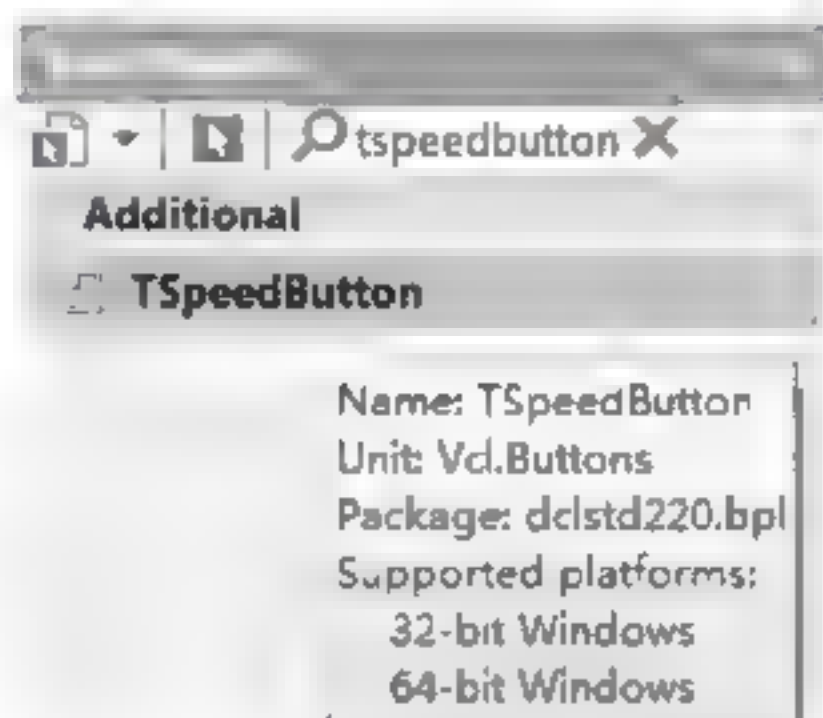 tspeedbutton
Additional
TSpeedButton
Name: TSpeedButton
Unit: Vcl.Buttons
Package: dclstd220.bpl
Supported platforms:
32-bit Windows
64-bit Windows